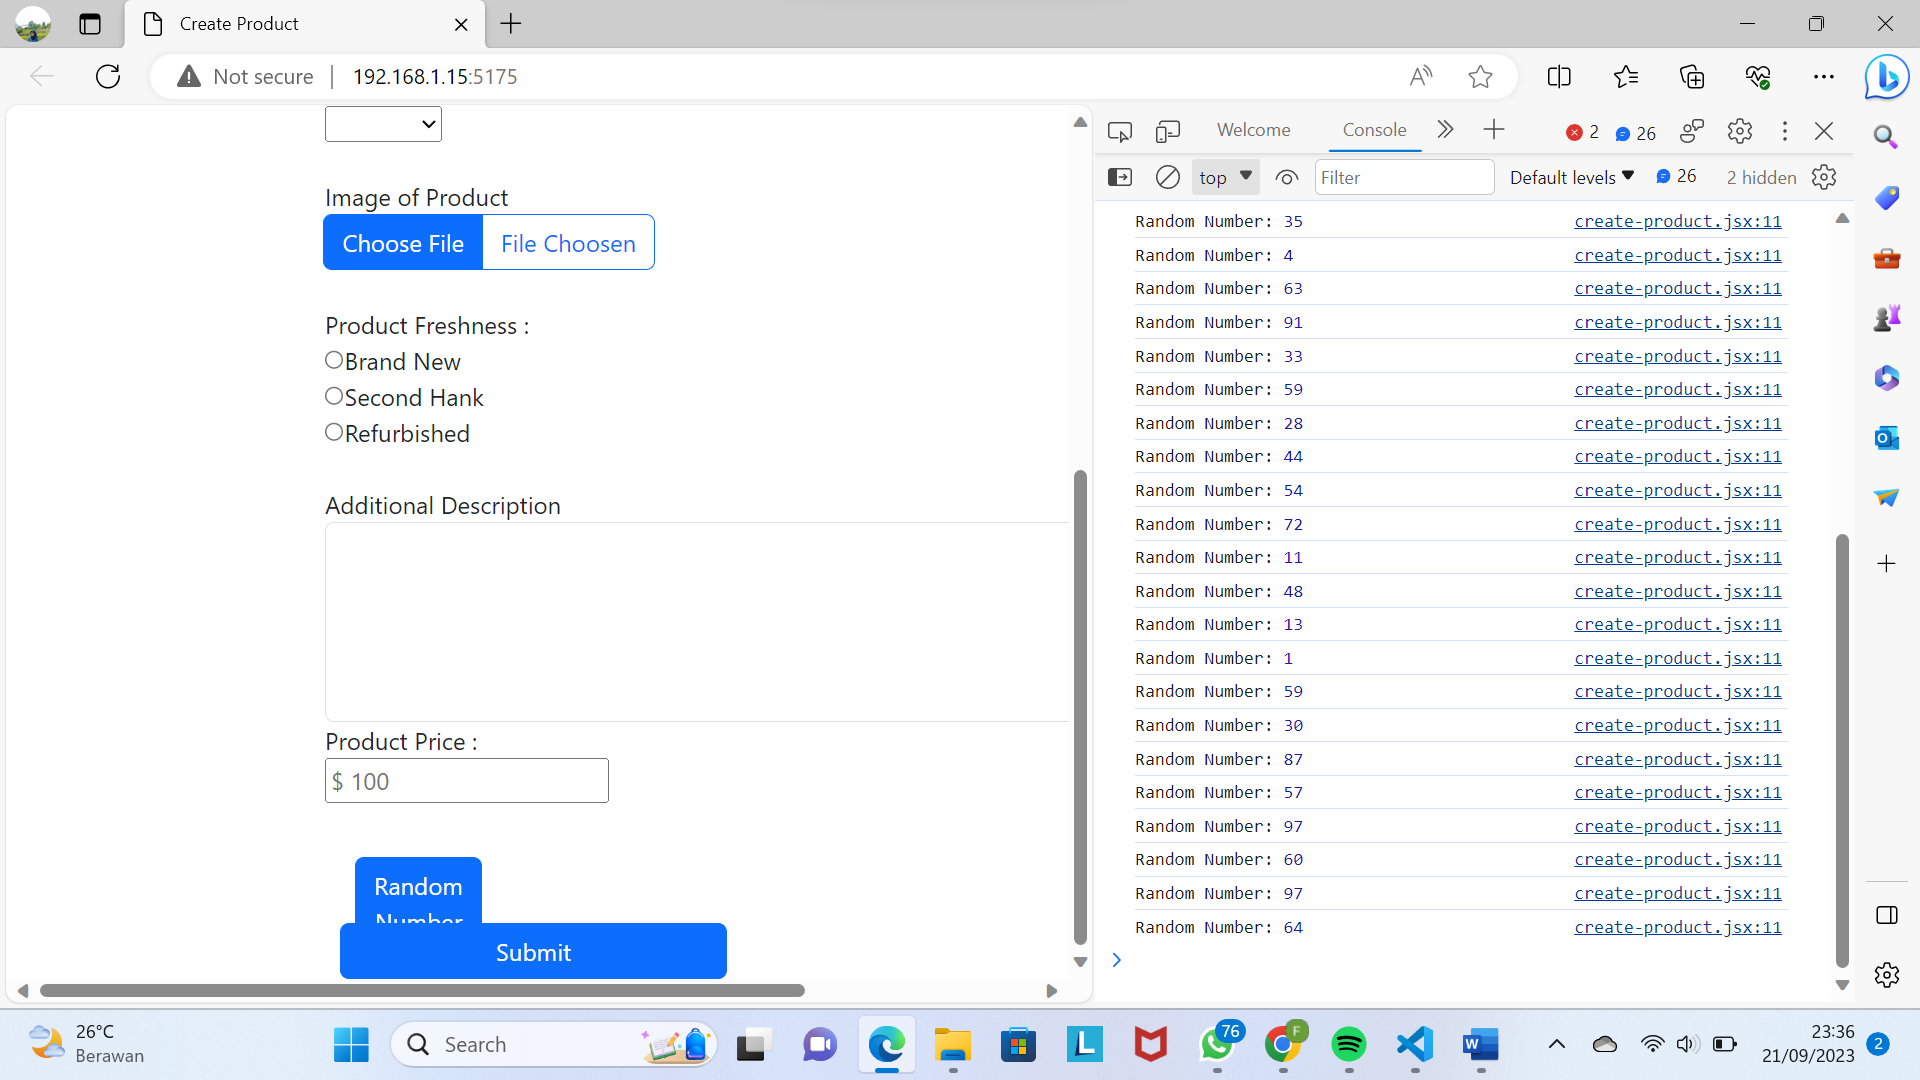 Create Product
Not secure
192.168.1.15:5175
Image of Product
Choose File
File Choosen
Product Freshness :
Brand New
Second Hank
Refurbished
Additional Description
Product Price :
$ 100
Random
Number
Submit
Welcome
Console
2
26
top
Filter
Default levels
26
2 hidden
Random Number: 35 create-product.jsx:11
Random Number: 4 create-product.jsx:11
Random Number: 63 create-product.jsx:11
Random Number: 91 create-product.jsx:11
Random Number: 33 create-product.jsx:11
Random Number: 59 create-product.jsx:11
Random Number: 28 create-product.jsx:11
Random Number: 44 create-product.jsx:11
Random Number: 54 create-product.jsx:11
Random Number: 72 create-product.jsx:11
Random Number: 11 create-product.jsx:11
Random Number: 48 create-product.jsx:11
Random Number: 13 create-product.jsx:11
Random Number: 1 create-product.jsx:11
Random Number: 59 create-product.jsx:11
Random Number: 30 create-product.jsx:11
Random Number: 87 create-product.jsx:11
Random Number: 57 create-product.jsx:11
Random Number: 97 create-product.jsx:11
Random Number: 60 create-product.jsx:11
Random Number: 97 create-product.jsx:11
Random Number: 64 create-product.jsx:11
26°C
Berawan
Search
L
76
F
W
23:36
21/09/2023
2